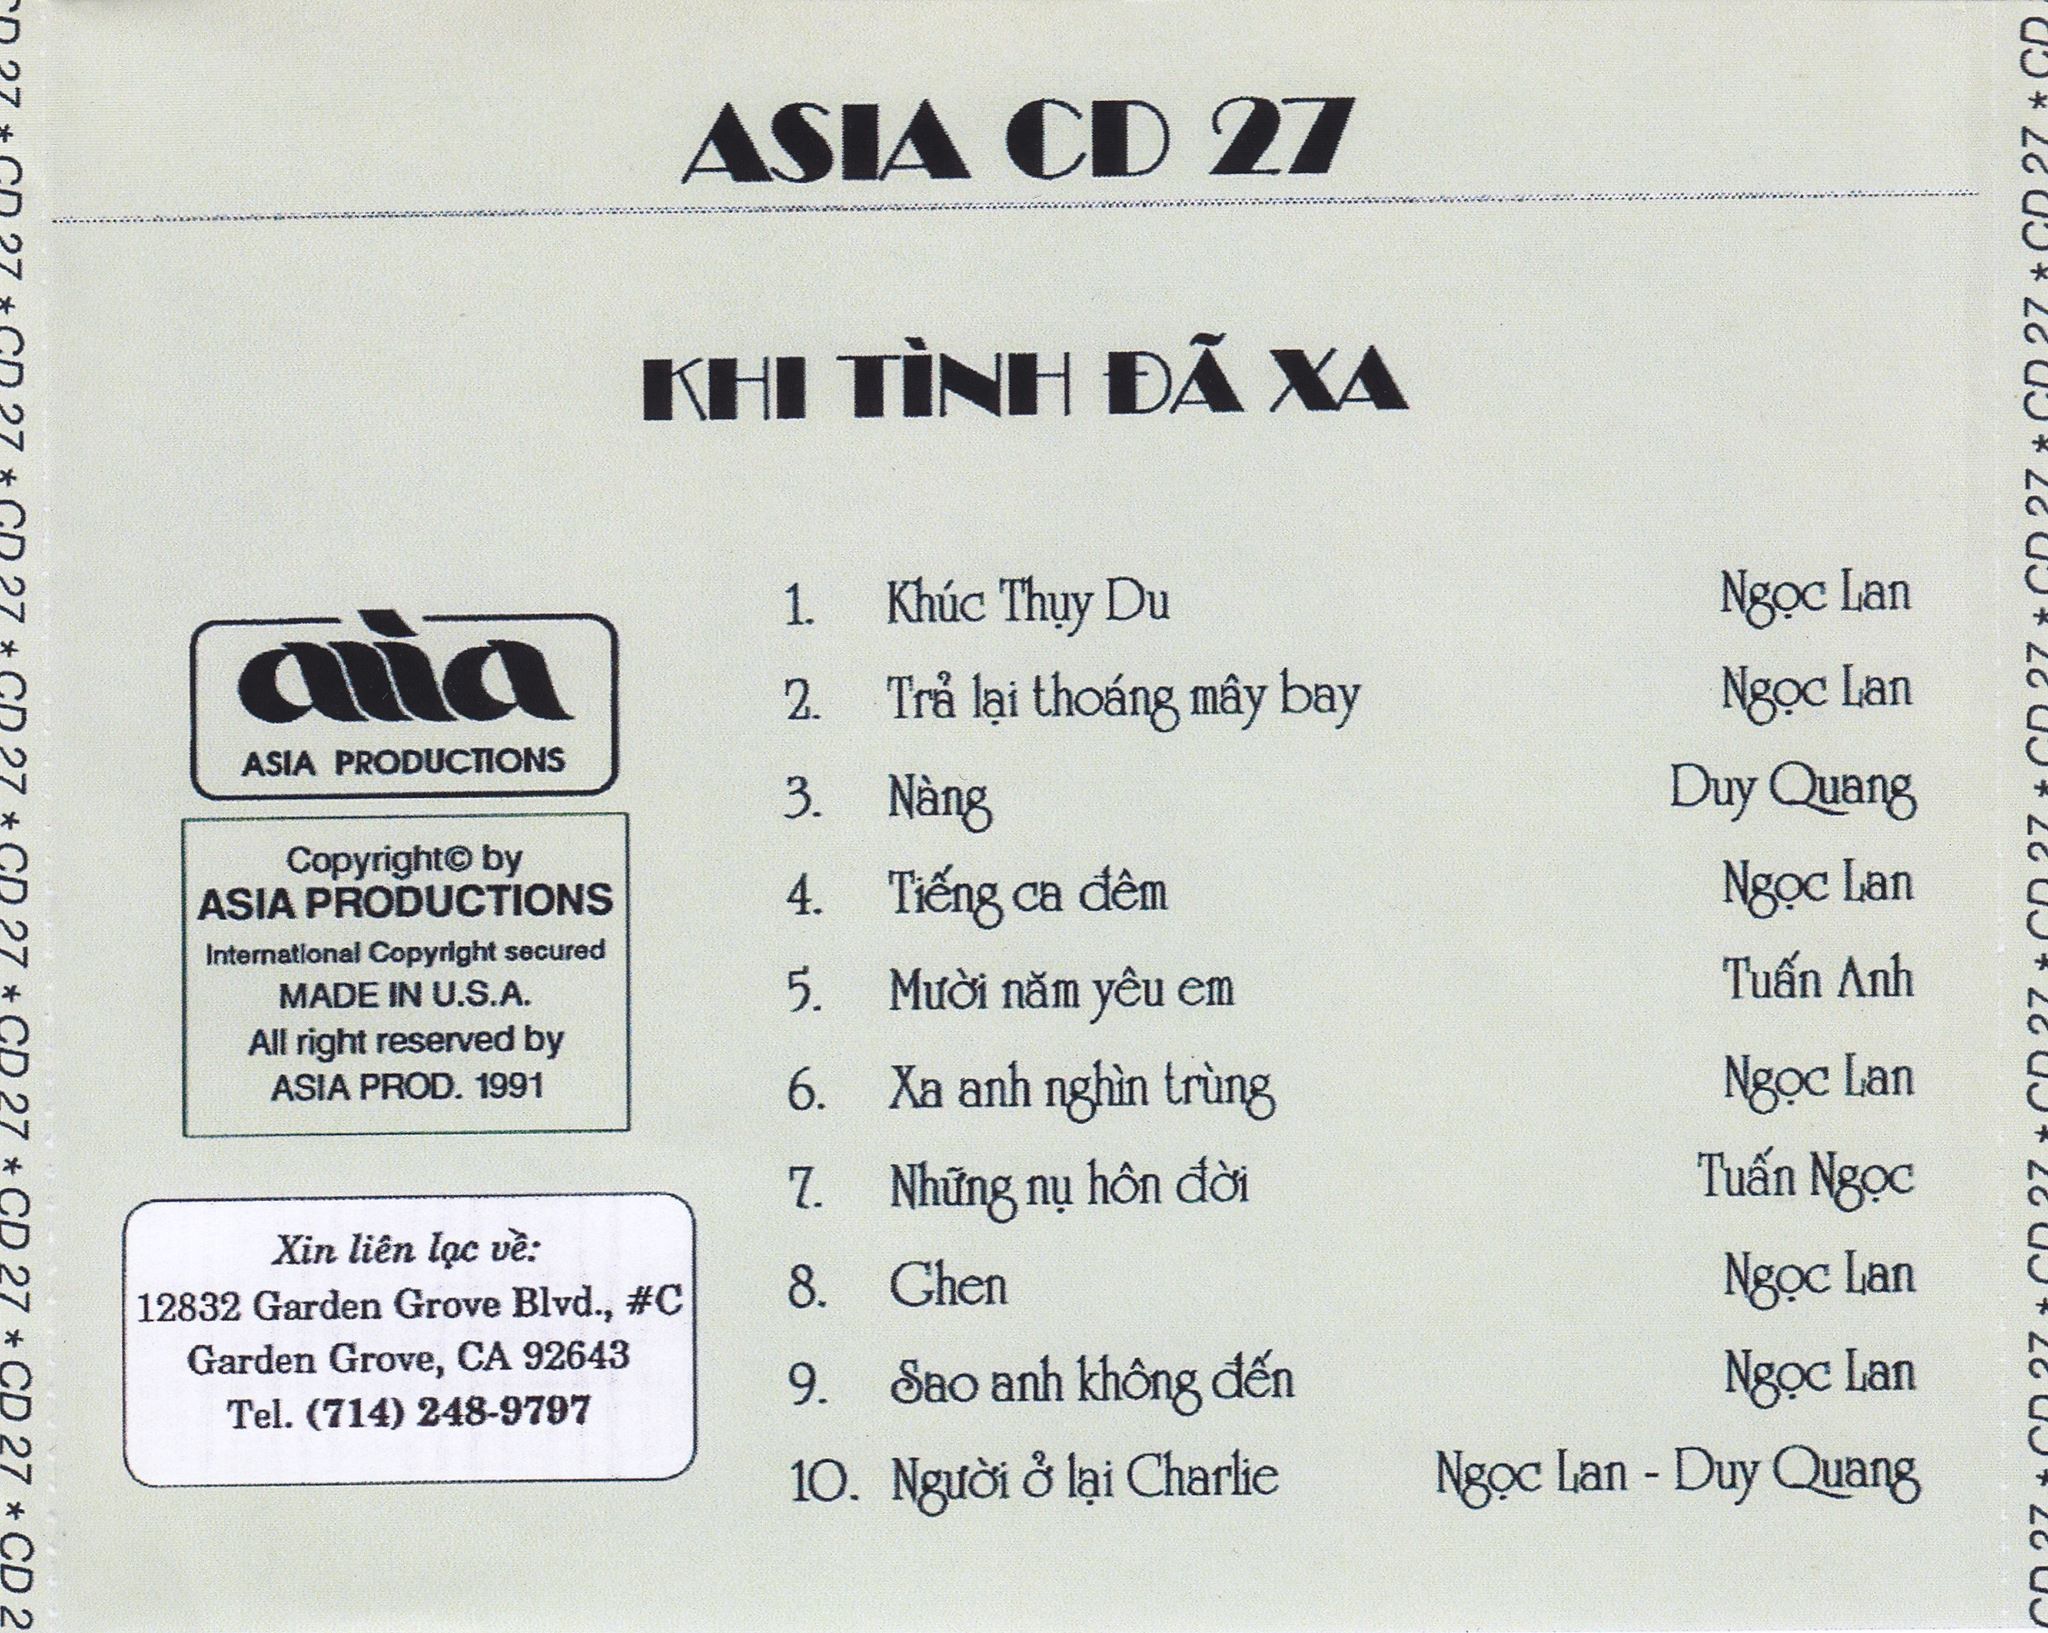 ASIA CD 27
KHI TÌNH ĐÃ XA
1. Khúc Thụy Du Ngọc Lan
2. Trả lại thoáng mây bay Ngọc Lan
3. Nàng Duy Quang
4. Tiếng ca đêm Ngọc Lan
5. Mười năm yêu em Tuấn Anh
6. Xa anh nghìn trùng Ngọc Lan
7. Những nụ hôn đời Tuấn Ngọc
8. Ghen Ngọc Lan
9. Sao anh không đến Ngọc Lan
10. Người ở lại Charlie Ngọc Lan - Duy Quang
asia
ASIA PRODUCTIONS
Copyright© by
ASIA PRODUCTIONS
International Copyright secured
MADE IN U.S.A.
All right reserved by
ASIA PROD. 1991
Xin liên lạc về:
12832 Garden Grove Blvd., #C
Garden Grove, CA 92643
Tel. (714) 248-9797
CD 27 * CD 27 * CD 27 * CD 27 * CD 27 * CD 27 * CD 27 * CD 27 * CD 27 * CD 2
CD 27 * CD 27 * CD 27 * CD 27 * CD 27 * CD 27 * CD 27 * CD 27 * CD 27 * CD